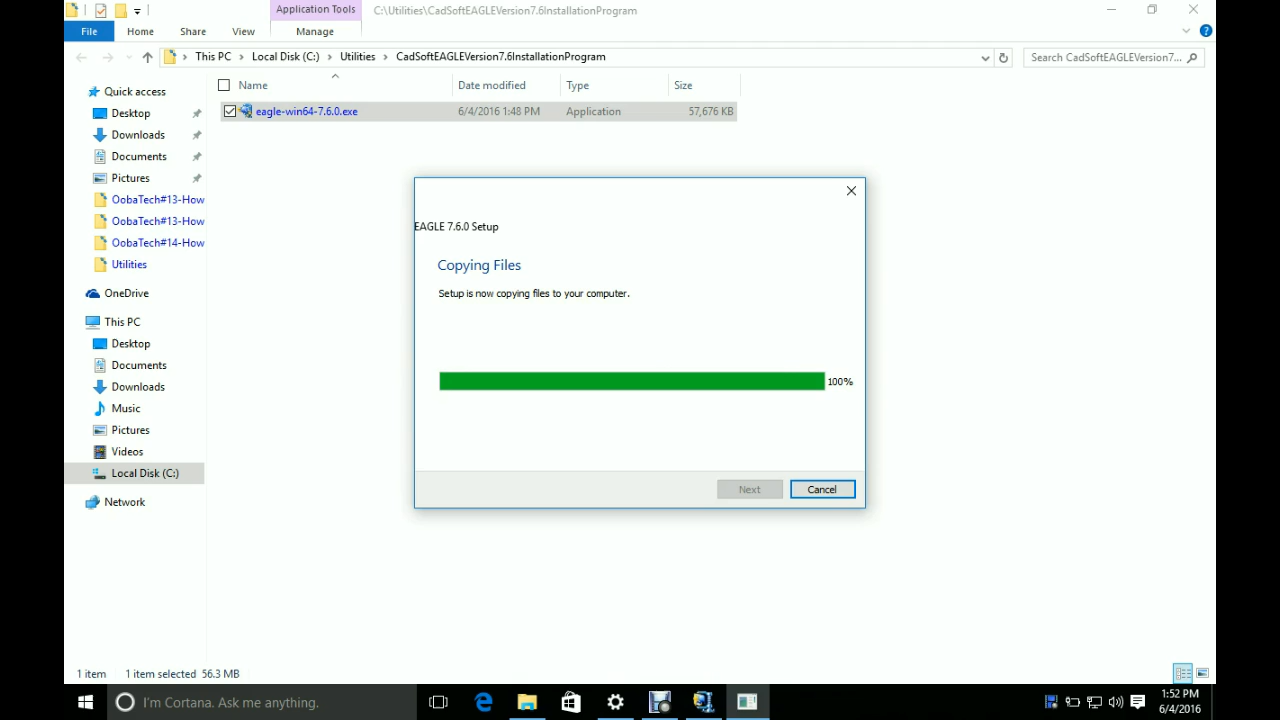 Application Tools
C:\Utilities\CadSoftEAGLEVersion7.6InstallationProgram
File
Home
Share
View
Manage
This PC
Local Disk (C:)
Utilities
CadSoftEAGLEVersion7.6InstallationProgram
Search CadSoftEAGLEVersion7...
Name
Date modified
Type
Size
eagle-win64-7.6.0.exe
6/4/2016 1:48 PM
Application
57,676 KB
Quick access
Desktop
Downloads
Documents
Pictures
OobaTech#13-How
OobaTech#13-How
OobaTech#14-How
Utilities
OneDrive
This PC
Desktop
Documents
Downloads
Music
Pictures
Videos
Local Disk (C:)
Network
EAGLE 7.6.0 Setup
Copying Files
Setup is now copying files to your computer.
100%
Next
Cancel
1 item
1 item selected 56.3 MB
I'm Cortana. Ask me anything.
1:52 PM
6/4/2016